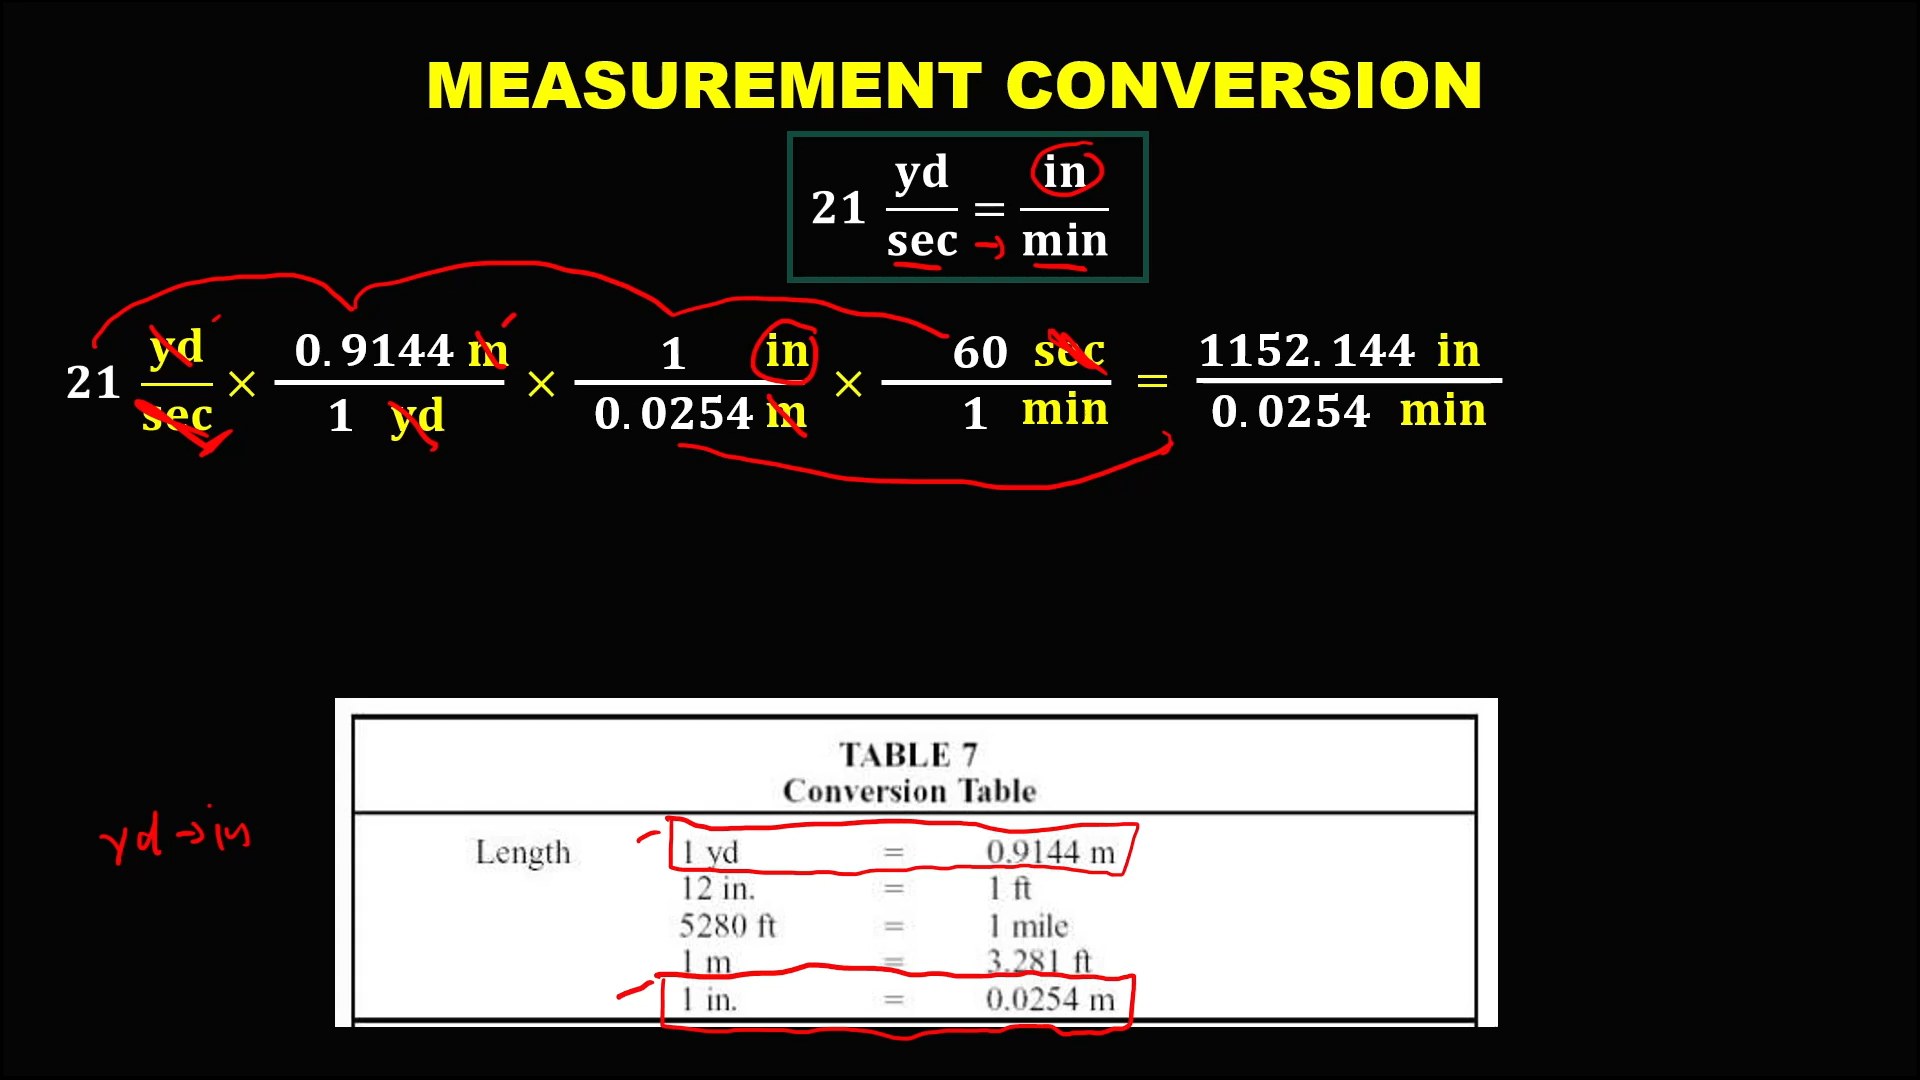 MEASUREMENT CONVERSION
21 yd/sec = in/min
21 yd/sec × 0.9144 m/1 yd × 1 in/0.0254 m × 60 sec/1 min = 1152.144 in/0.0254 min
TABLE 7
Conversion Table
Length 1 yd = 0.9144 m
12 in. = 1 ft
5280 ft = 1 mile
1 m = 3.281 ft
1 in. = 0.0254 m
yd → in